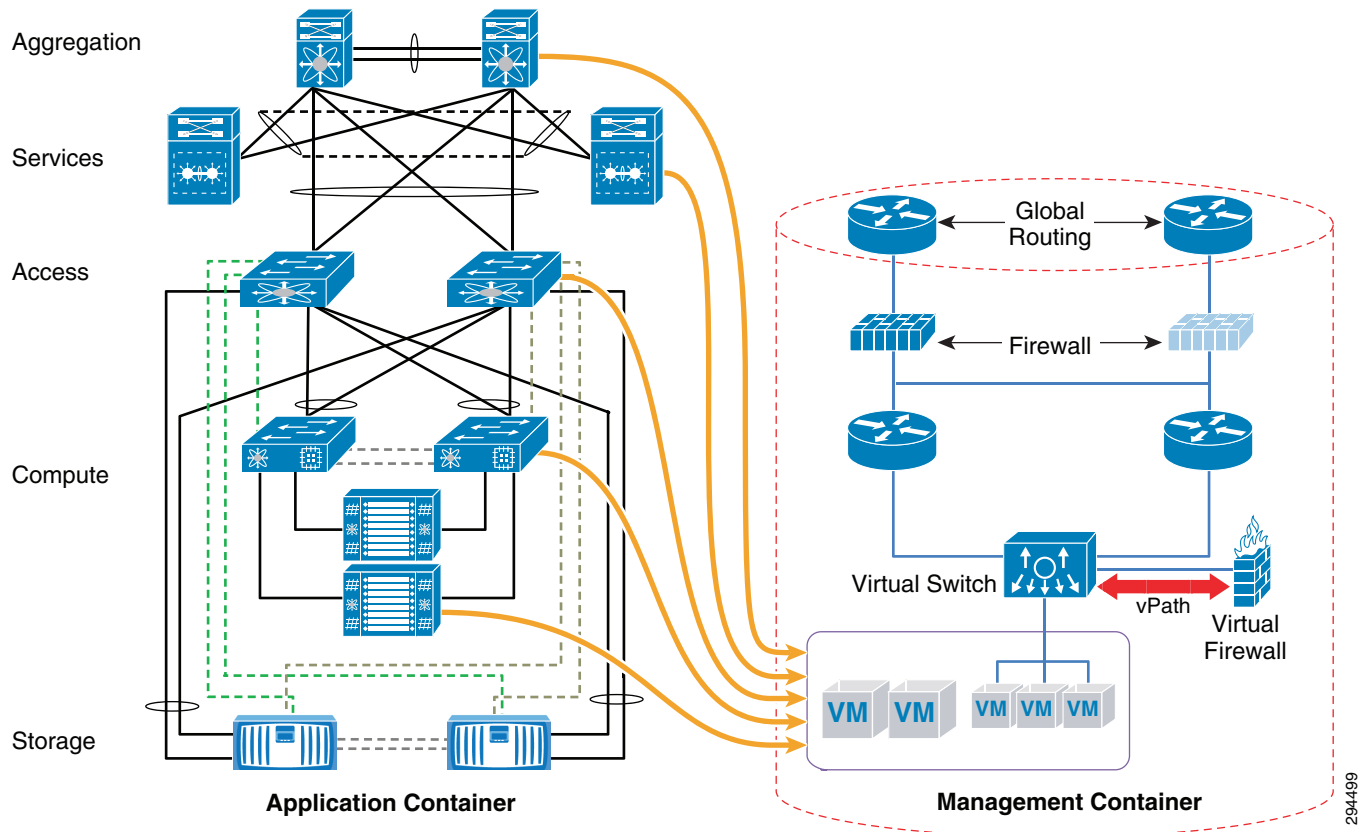 Aggregation
Services
Access
Compute
Storage
Application Container
Global
Routing
Firewall
Virtual Switch
vPath
Virtual
Firewall
VM
VM
VM
VM
VM
Management Container
294499